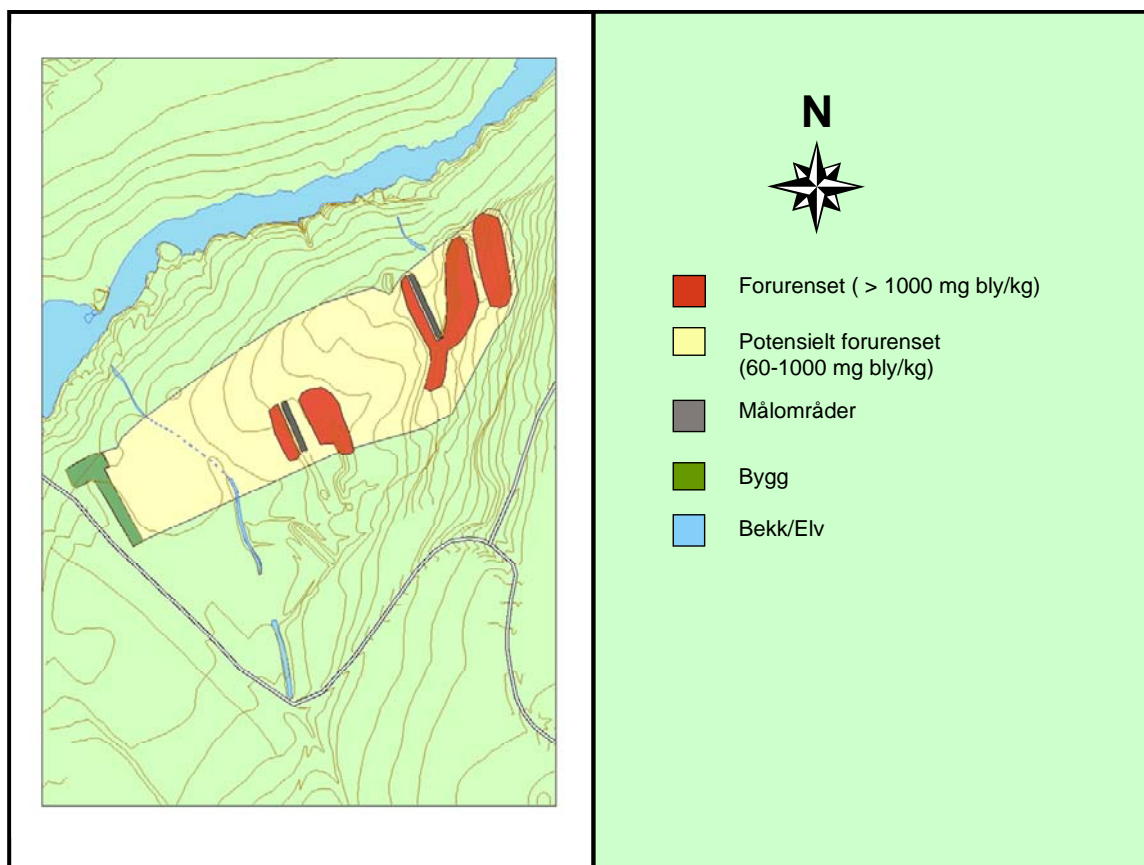 N
Forurenset ( > 1000 mg bly/kg)
Potensielt forurenset
(60-1000 mg bly/kg)
Målområder
Bygg
Bekk/Elv